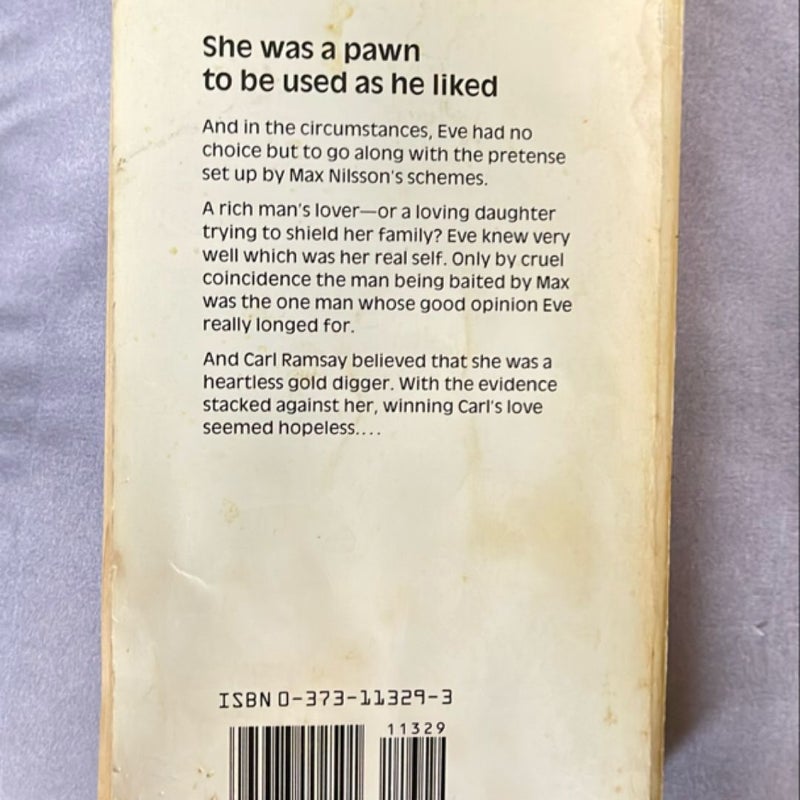 She was a pawn
to be used as he liked
And in the circumstances, Eve had no
choice but to go along with the pretense
set up by Max Nilsson's schemes.
A rich man's lover—or a loving daughter
trying to shield her family? Eve knew very
well which was her real self. Only by cruel
coincidence the man being baited by Max
was the one man whose good opinion Eve
really longed for.
And Carl Ramsay believed that she was a
heartless gold digger. With the evidence
stacked against her, winning Carl's love
seemed hopeless....
ISBN 0-373-11329-3
11329